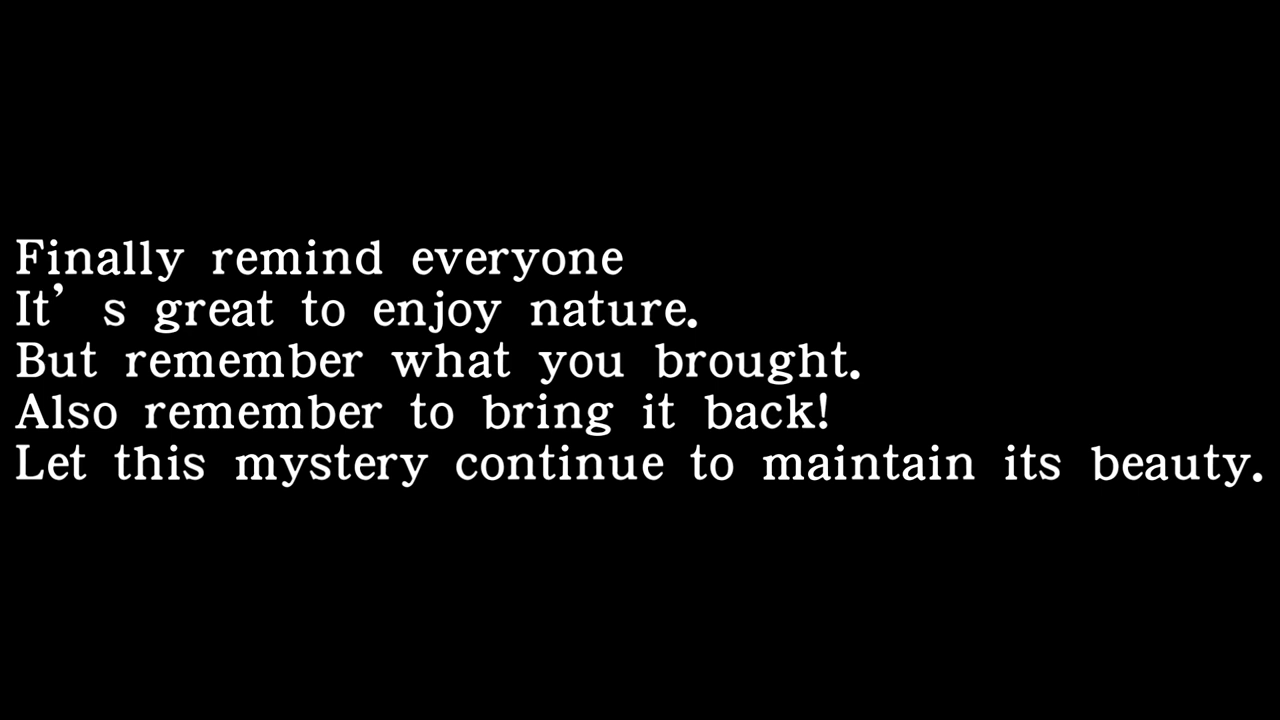 Finally remind everyone
It’s great to enjoy nature.
But remember what you brought.
Also remember to bring it back!
Let this mystery continue to maintain its beauty.